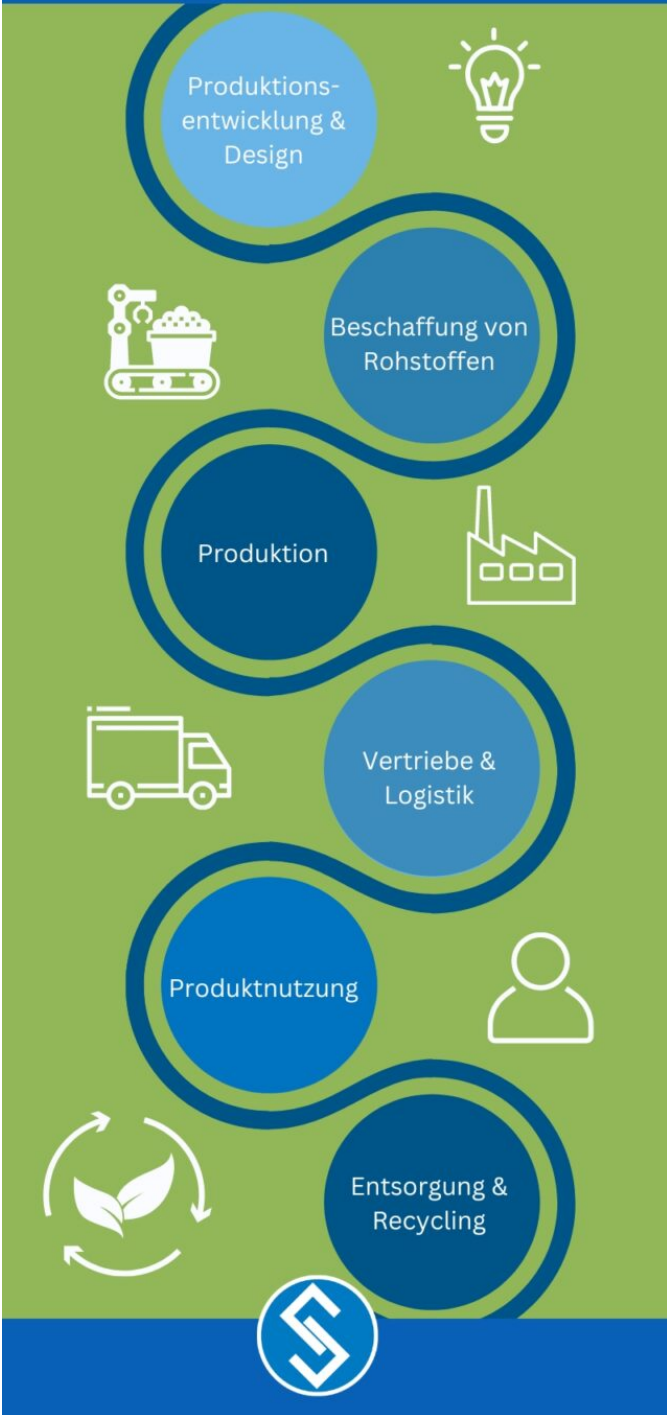 Produktions-
entwicklung &
Design
Beschaffung von
Rohstoffen
Produktion
Vertriebe &
Logistik
Produktnutzung
Entsorgung &
Recycling